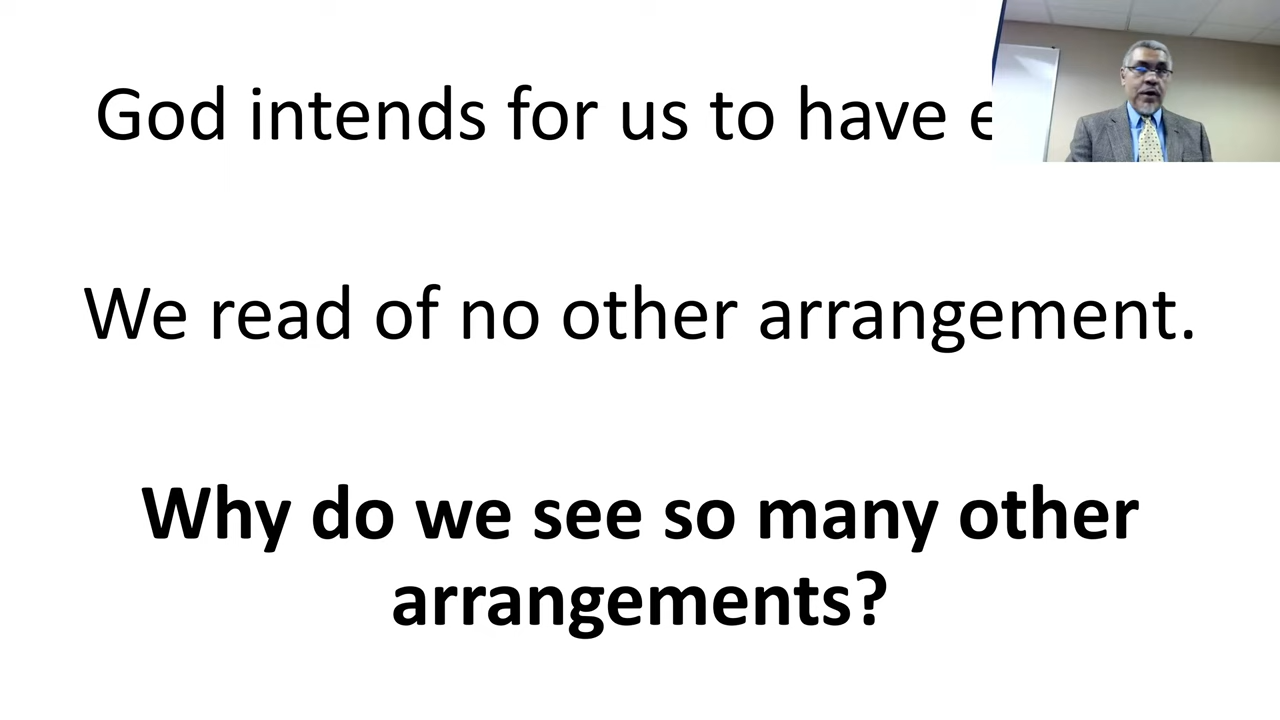 God intends for us to have
We read of no other arrangement.
Why do we see so many other
arrangements?